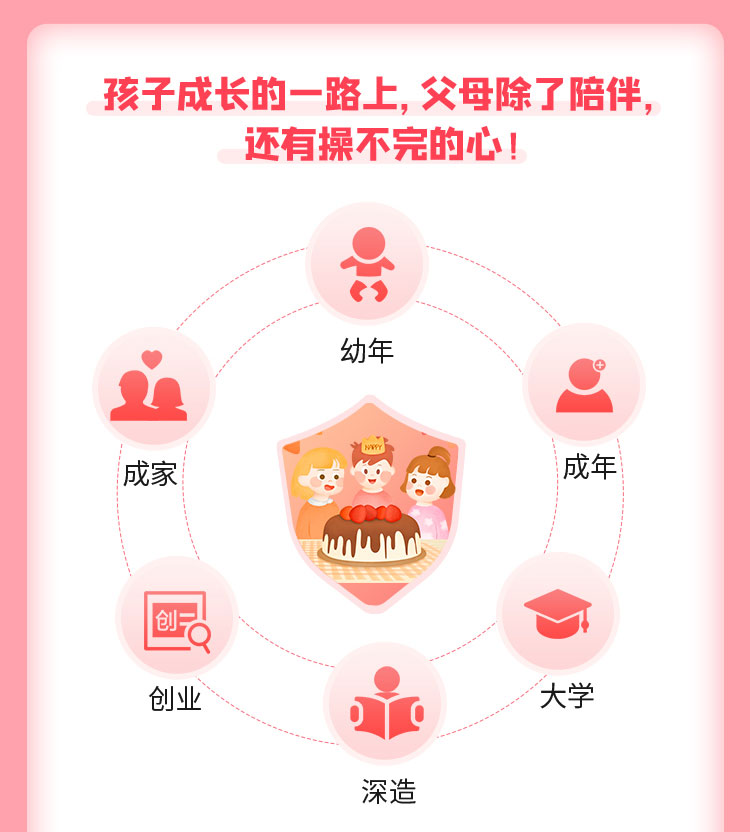 孩子成长的一路上，父母除了陪伴，
还有操不完的心！
幼年
成年
大学
深造
创业
成家
创
HAPPY